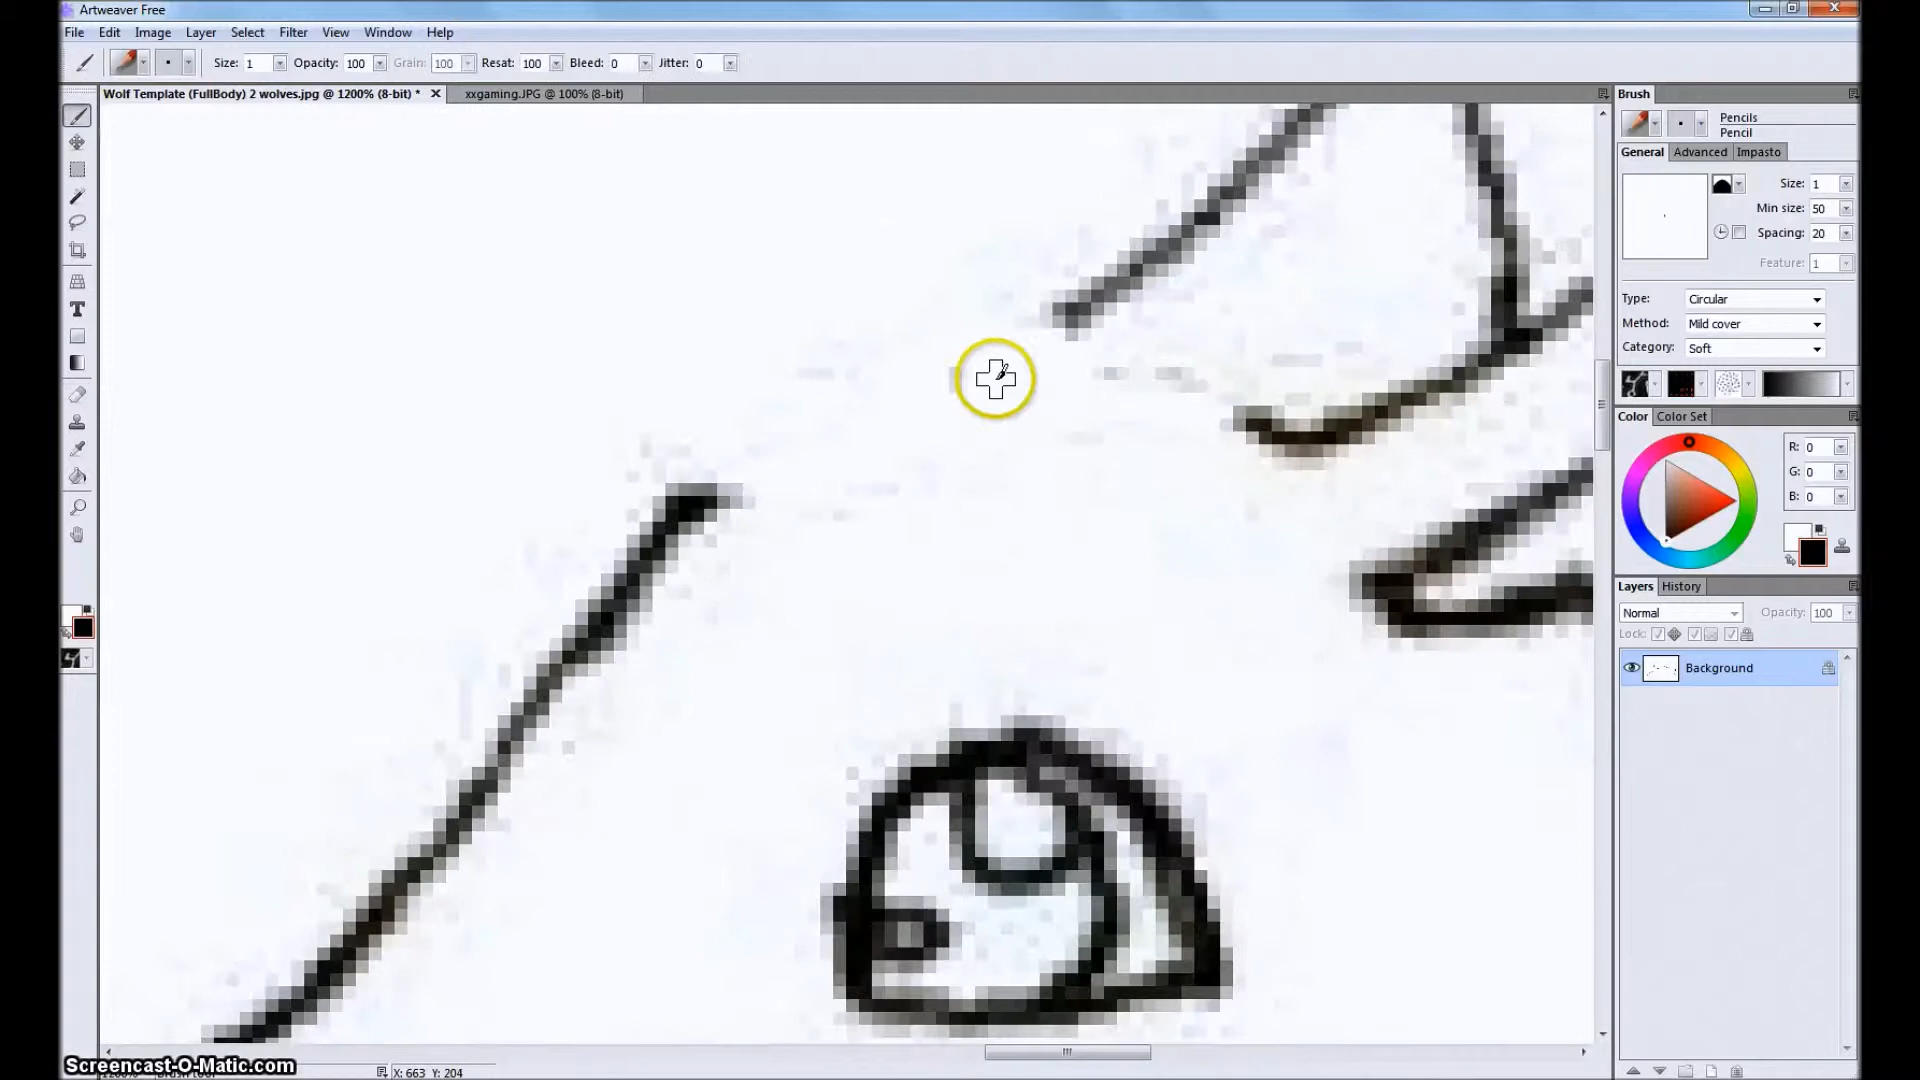 Artweaver Free
File Edit Image Layer Select Filter View Window Help
Size: 1 Opacity: 100 Grain: 100 Resat: 100 Bleed: 0 Jitter: 0
Wolf Template (FullBody) 2 wolves.jpg @ 1200% (8-bit) * xxgaming.JPG @ 100% (8-bit)
Brush
Pencils
Pencil
General Advanced Impasto
Size: 1
Min size: 50
Spacing: 20
Feature: 1
Type: Circular
Method: Mild cover
Category: Soft
Color Color Set
R: 0
G: 0
B: 0
Layers History
Normal Opacity: 100
Lock:
Background
Screencast-O-Matic.com
X: 663 Y: 204